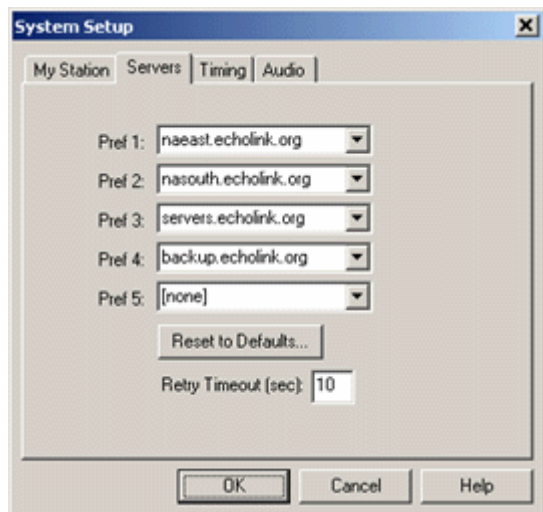 System Setup
My Station Servers Timing Audio
Pref 1: naeast.echolink.org
Pref 2: nasouth.echolink.org
Pref 3: servers.echolink.org
Pref 4: backup.echolink.org
Pref 5: [none]
Reset to Defaults...
Retry Timeout (sec): 10
OK Cancel Help